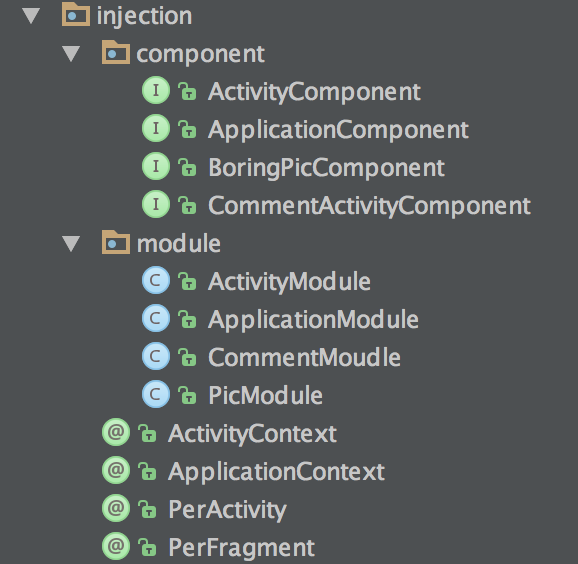 injection
component
ActivityComponent
ApplicationComponent
BoringPicComponent
CommentActivityComponent
module
ActivityModule
ApplicationModule
CommentMoudle
PicModule
ActivityContext
ApplicationContext
PerActivity
PerFragment